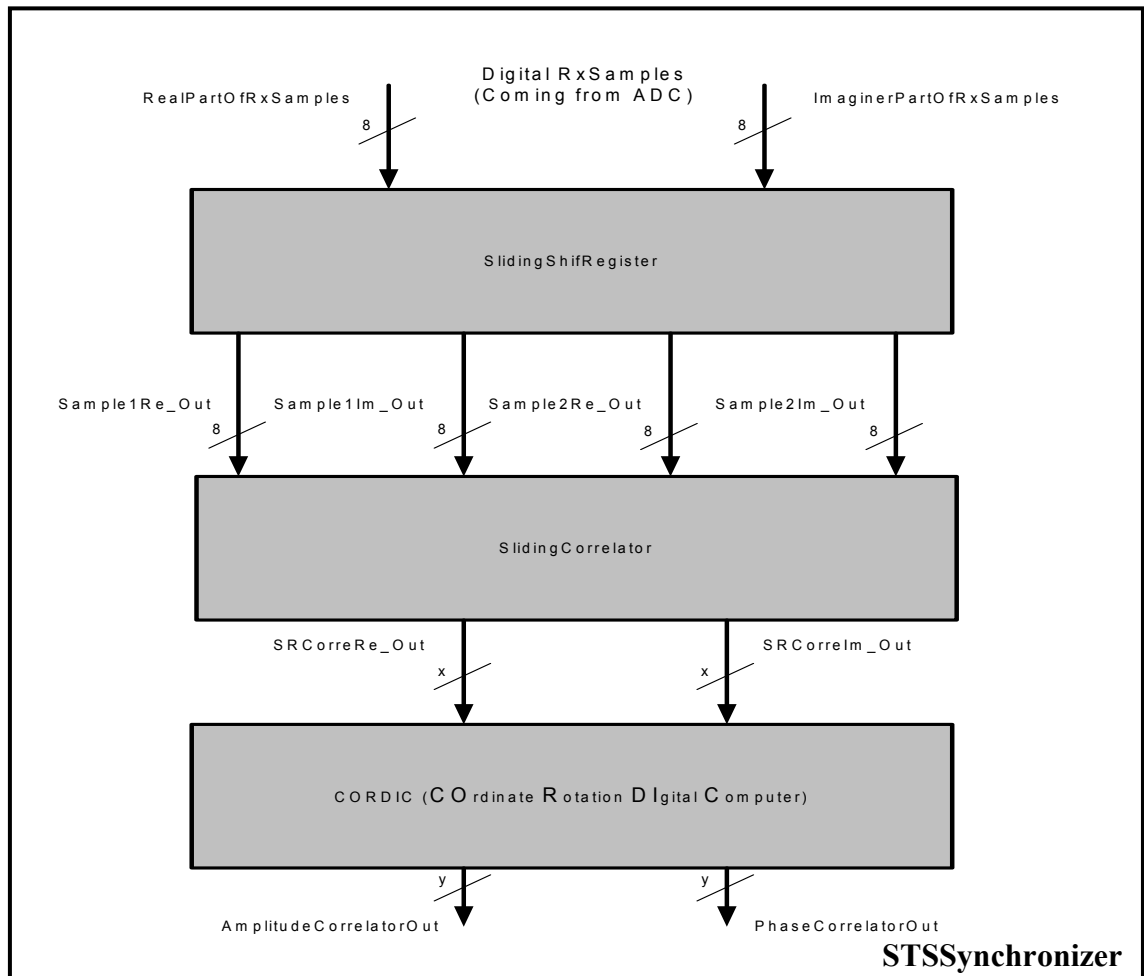 Digital RxSamples
(Coming from ADC)
RealPartOfRxSamples
ImaginerPartOfRxSamples
8
8
SlidingShifRegister
Sample1Re_Out
Sample1Im_Out
Sample2Re_Out
Sample2Im_Out
8
8
8
8
SlidingCorrelator
SRCorreRe_Out
SRCorreIm_Out
x
x
CORDIC (COrdinate Rotation DIgital Computer)
y
y
AmplitudeCorrelatorOut
PhaseCorrelatorOut
STSSynchronizer